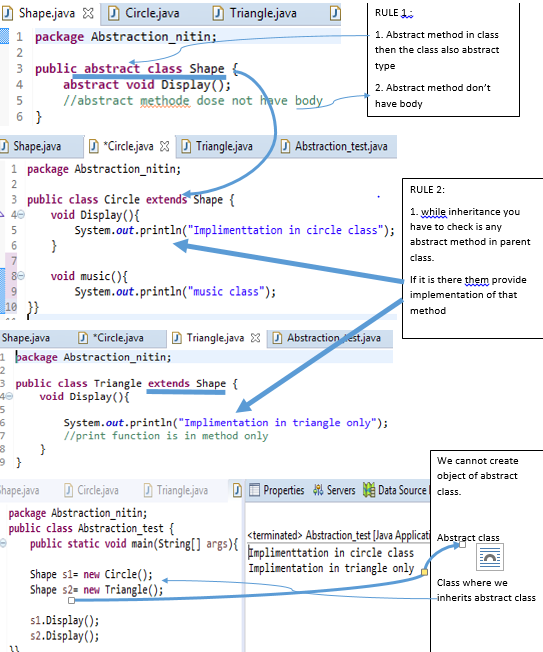 Shape.java Circle.java Triangle.java
RULE 1 :
1. Abstract method in class
then the class also abstract
type
2. Abstract method don't
have body
1 package Abstraction_nitin;
2
3 public abstract class Shape {
4 abstract void Display();
5 //abstract methode dose not have body
6 }
Shape.java *Circle.java Triangle.java Abstraction_test.java
1 package Abstraction_nitin;
2
3 public class Circle extends Shape {
4 void Display(){
5 System.out.println("Implimenttation in circle class");
6 }
7
8 void music(){
9 System.out.println("music class");
10 }}
RULE 2:
1. while inheritance you
have to check is any
abstract method in parent
class.
If it is there them provide
implementation of that
method
Shape.java *Circle.java Triangle.java Abstraction_test.java
1 package Abstraction_nitin;
2
3 public class Triangle extends Shape {
4 void Display(){
5
6 System.out.println("Implimentation in triangle only");
7 //print function is in method only
8 }
9 }
hape.java Circle.java Triangle.java
package Abstraction_nitin;
public class Abstraction_test {
public static void main(String[] args){
Shape s1= new Circle();
Shape s2= new Triangle();
s1.Display();
s2.Display();
}}
Properties Servers Data Source
<terminated> Abstraction_test [Java Applicati
Implimenttation in circle class
Implimentation in triangle only
We cannot create
object of abstract
class.
Abstract class
Class where we
inherits abstract class